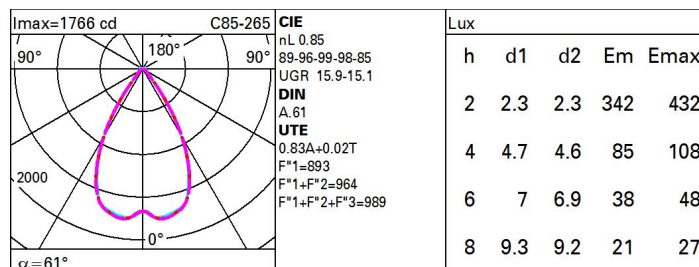 Imax=1766 cd C85-265
90° 180° 90°
2000
0°
α=61°
CIE
nL 0.85
89-96-99-98-85
UGR 15.9-15.1
DIN
A.61
UTE
0.83A+0.02T
F"1=893
F"1+F"2=964
F"1+F"2+F"3=989
Lux
h d1 d2 Em Emax
2 2.3 2.3 342 432
4 4.7 4.6 85 108
6 7 6.9 38 48
8 9.3 9.2 21 27